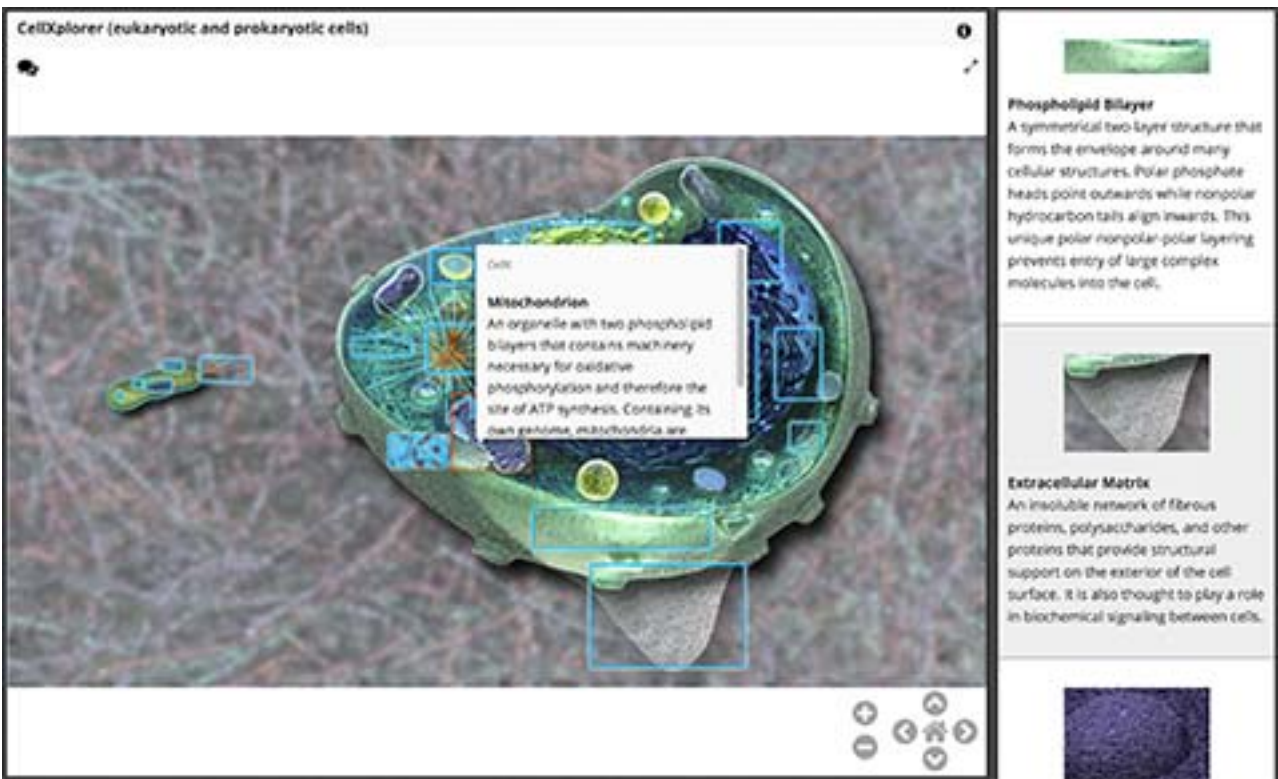 CellXplorer (eukaryotic and prokaryotic cells)
Cells
Mitochondrion
An organelle with two phospholipid
bilayers that contains machinery
necessary for oxidative
phosphorylation and therefore the
site of ATP synthesis. Containing its
own genome, mitochondria are
Phospholipid Bilayer
A symmetrical two-layer structure that
forms the envelope around many
cellular structures. Polar phosphate
heads point outwards while nonpolar
hydrocarbon tails align inwards. This
unique polar-nonpolar-polar layering
prevents entry of large complex
molecules into the cell.
Extracellular Matrix
An insoluble network of fibrous
proteins, polysaccharides, and other
proteins that provide structural
support on the exterior of the cell
surface. It is also thought to play a role
in biochemical signaling between cells.